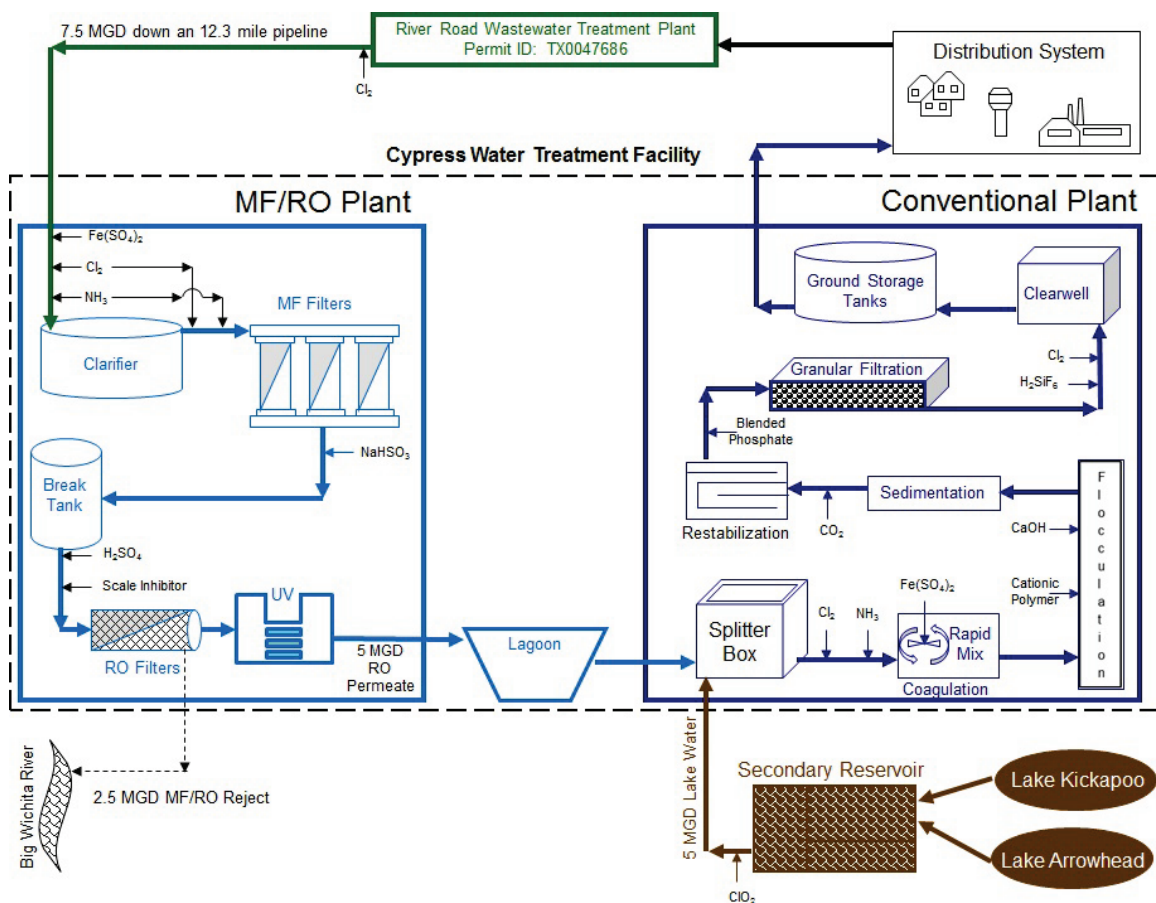 7.5 MGD down an 12.3 mile pipeline
River Road Wastewater Treatment Plant
Permit ID: TX0047686
Cl₂
Distribution System
Cypress Water Treatment Facility
MF/RO Plant
Fe(SO₄)₂
Cl₂
NH₃
Clarifier
MF Filters
NaHSO₃
Break
Tank
H₂SO₄
Scale Inhibitor
RO Filters
UV
5 MGD
RO
Permeate
Lagoon
Conventional Plant
Ground Storage
Tanks
Clearwell
Cl₂
H₂SiF₆
Granular Filtration
Blended
Phosphate
Restabilization
CO₂
Sedimentation
Flocculation
CaOH
Cationic
Polymer
Splitter
Box
Cl₂
NH₃
Fe(SO₄)₂
Rapid
Mix
Coagulation
Big Wichita River
2.5 MGD MF/RO Reject
5 MGD Lake Water
ClO₂
Secondary Reservoir
Lake Kickapoo
Lake Arrowhead